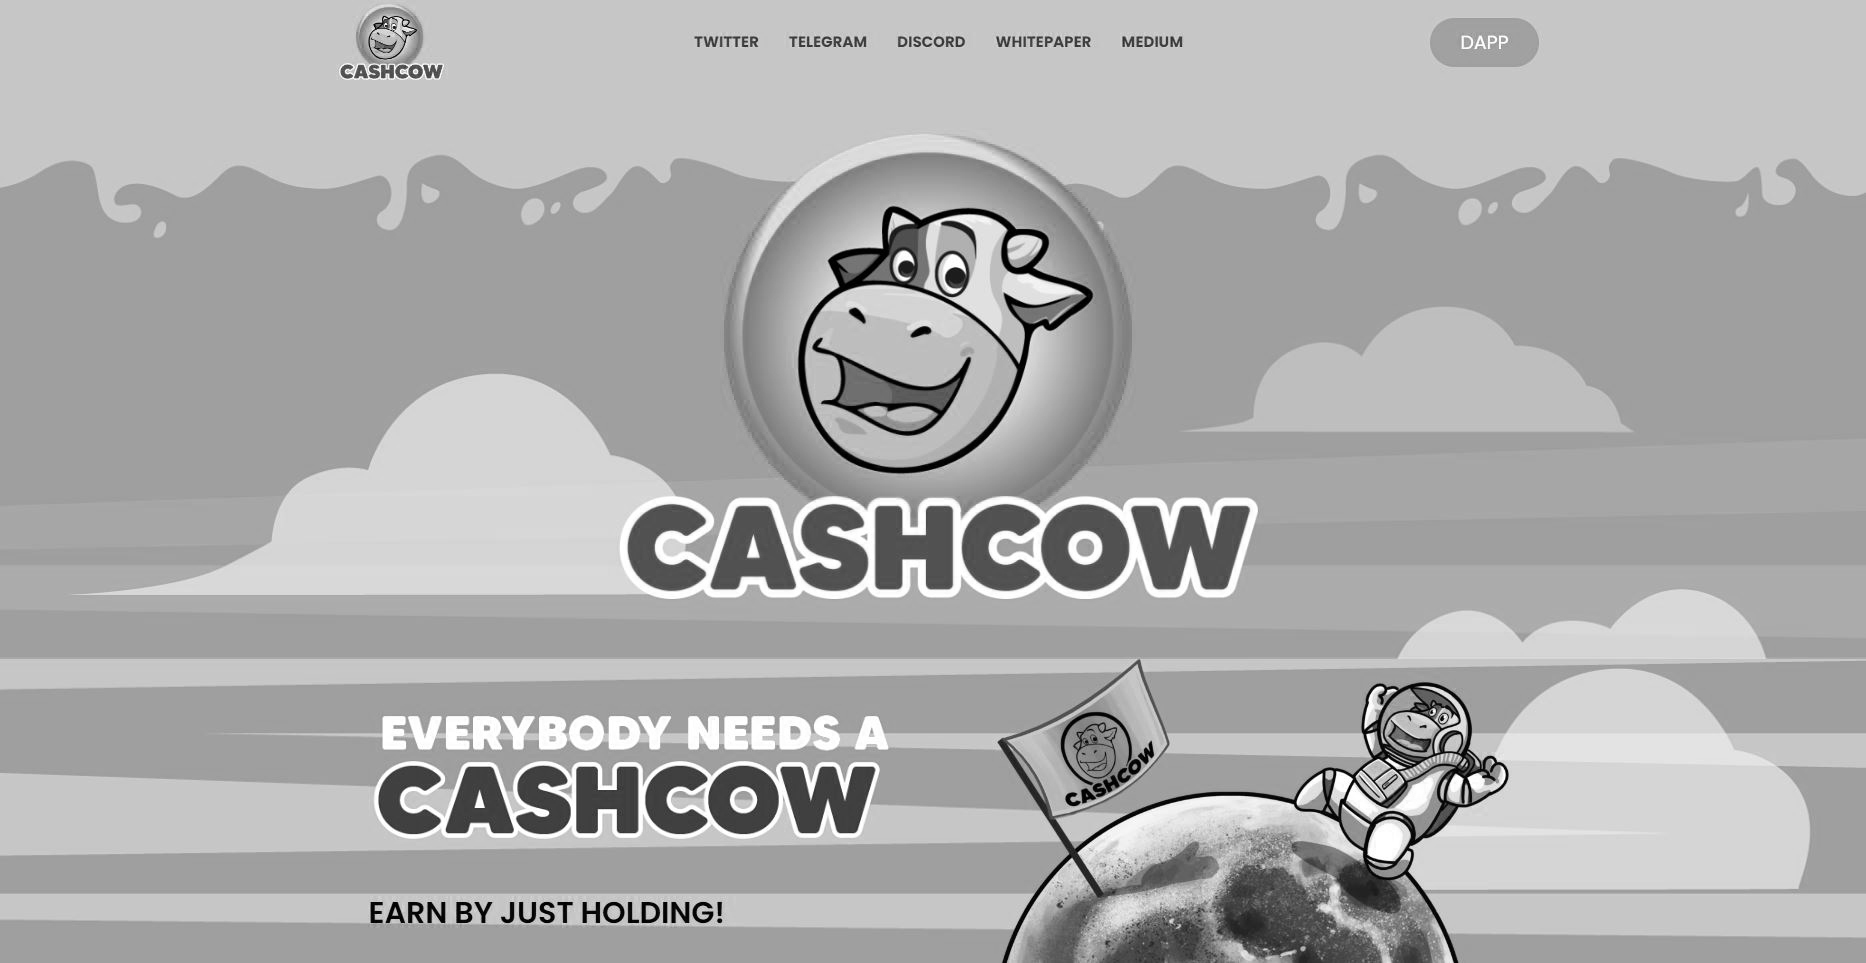 CASHCOW
TWITTER TELEGRAM DISCORD WHITEPAPER MEDIUM
DAPP
CASHCOW
EVERYBODY NEEDS A
CASHCOW
EARN BY JUST HOLDING!
CASHCOW